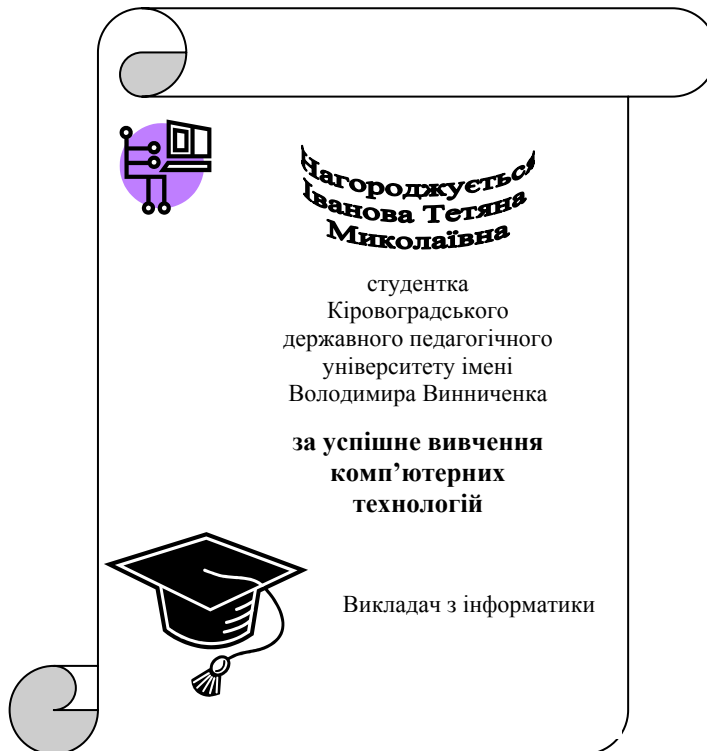 Нагороджується
Іванова Тетяна
Миколаївна
студентка
Кіровоградського
державного педагогічного
університету імені
Володимира Винниченка
за успішне вивчення
комп’ютерних
технологій
Викладач з інформатики